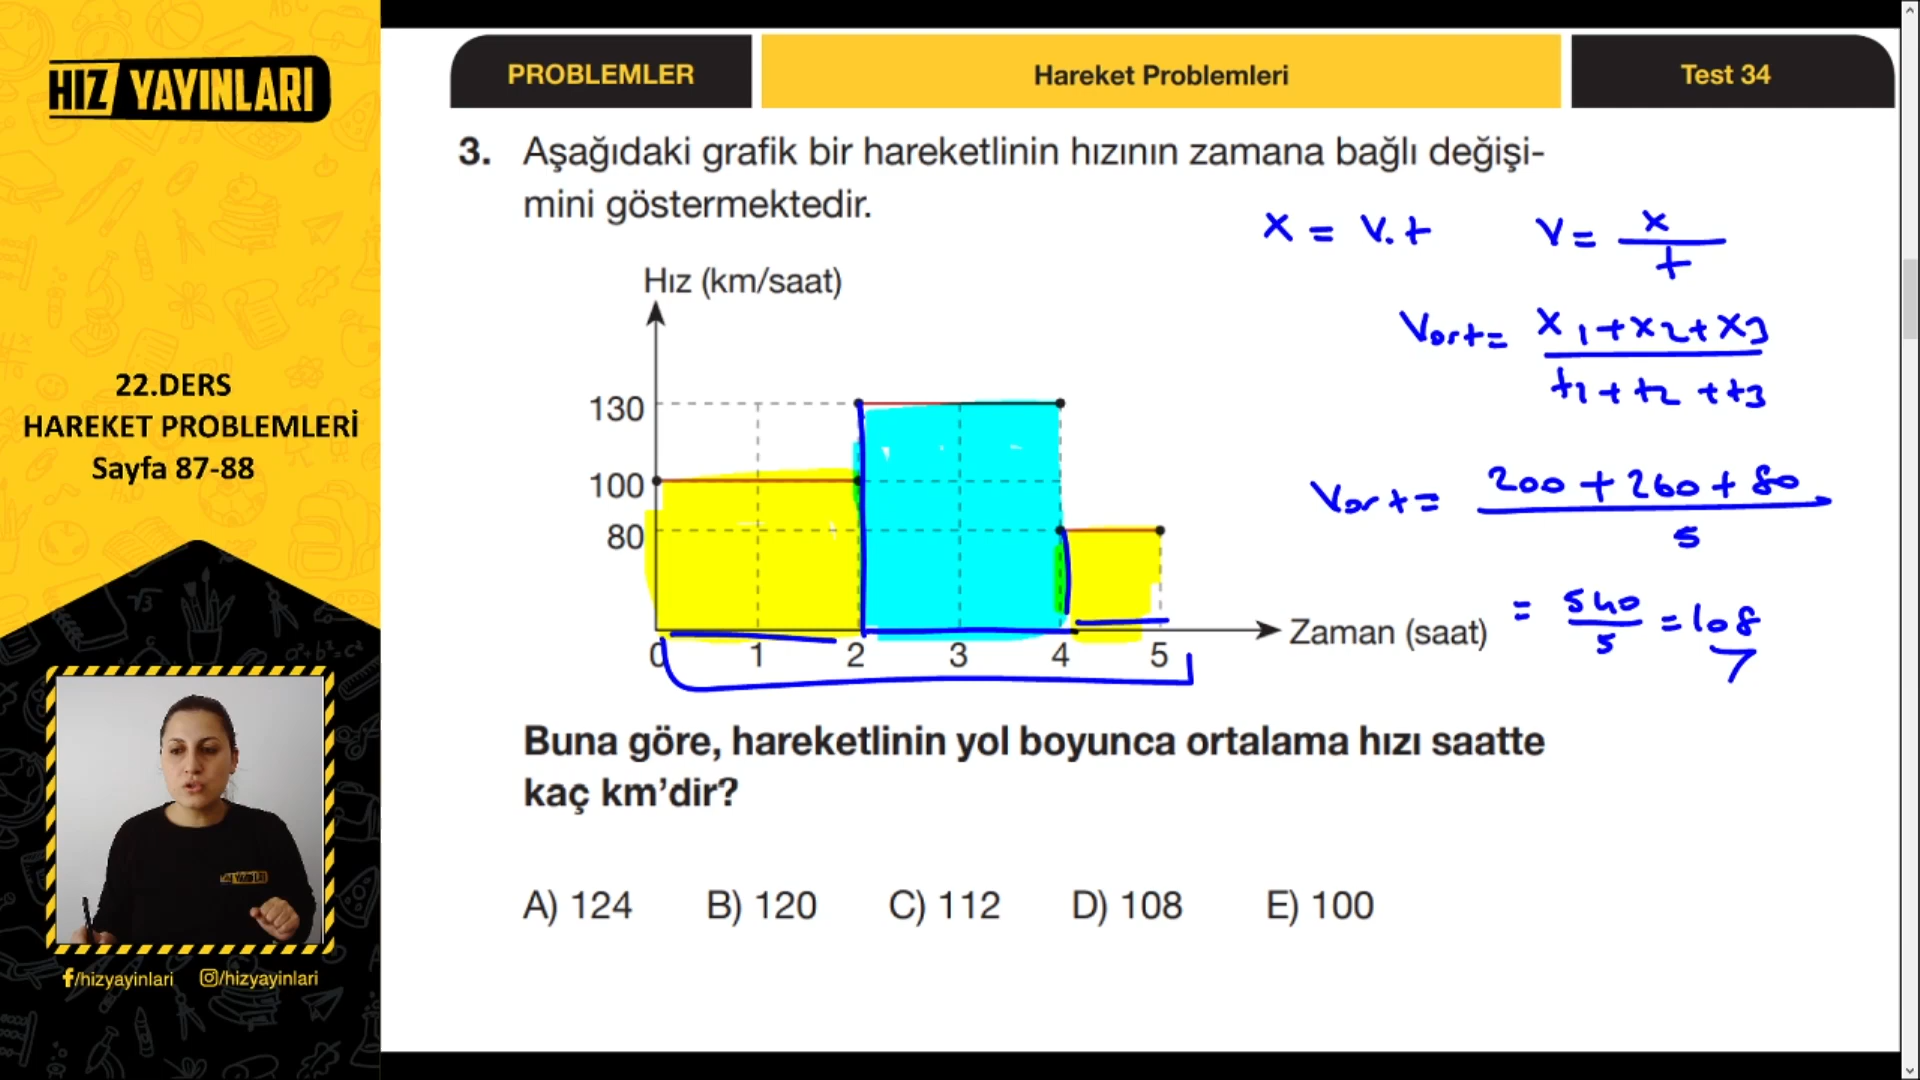 HIZ YAYINLARI
22.DERS
HAREKET PROBLEMLERİ
Sayfa 87-88
/hizyayinlari /hizyayinlari
PROBLEMLER
Hareket Problemleri
Test 34
3. Aşağıdaki grafik bir hareketlinin hızının zamana bağlı değişi-
mini göstermektedir.
x = v.t v = x/t
Hız (km/saat)
130
100
80
0 1 2 3 4 5
Zaman (saat)
Vort = x1+x2+x3
t1+t2+t3
Vort = 200+260+80
5
= 540/5 = 108
Buna göre, hareketlinin yol boyunca ortalama hızı saatte
kaç km'dir?
A) 124 B) 120 C) 112 D) 108 E) 100